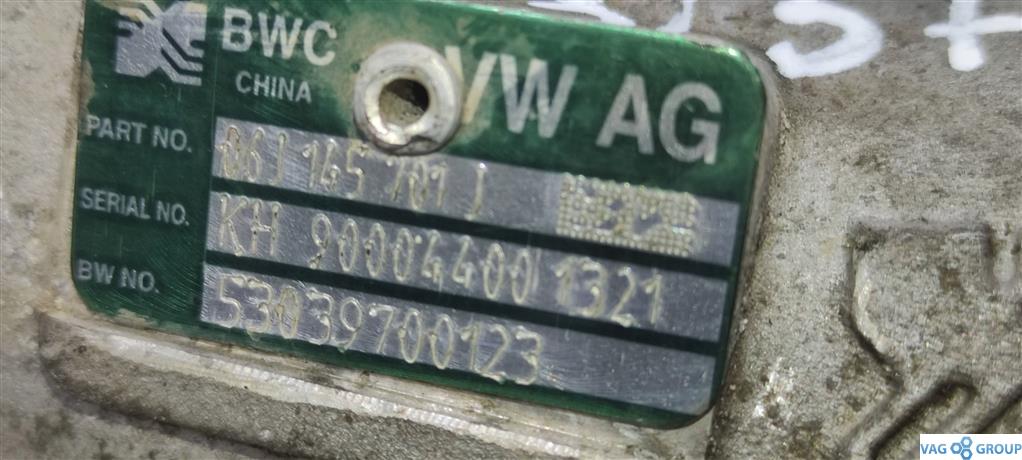 BWC VW AG
CHINA
PART NO. 06J 145 701 J
SERIAL NO. KH 90004400 1321
BW NO. 53039700123
VAG GROUP